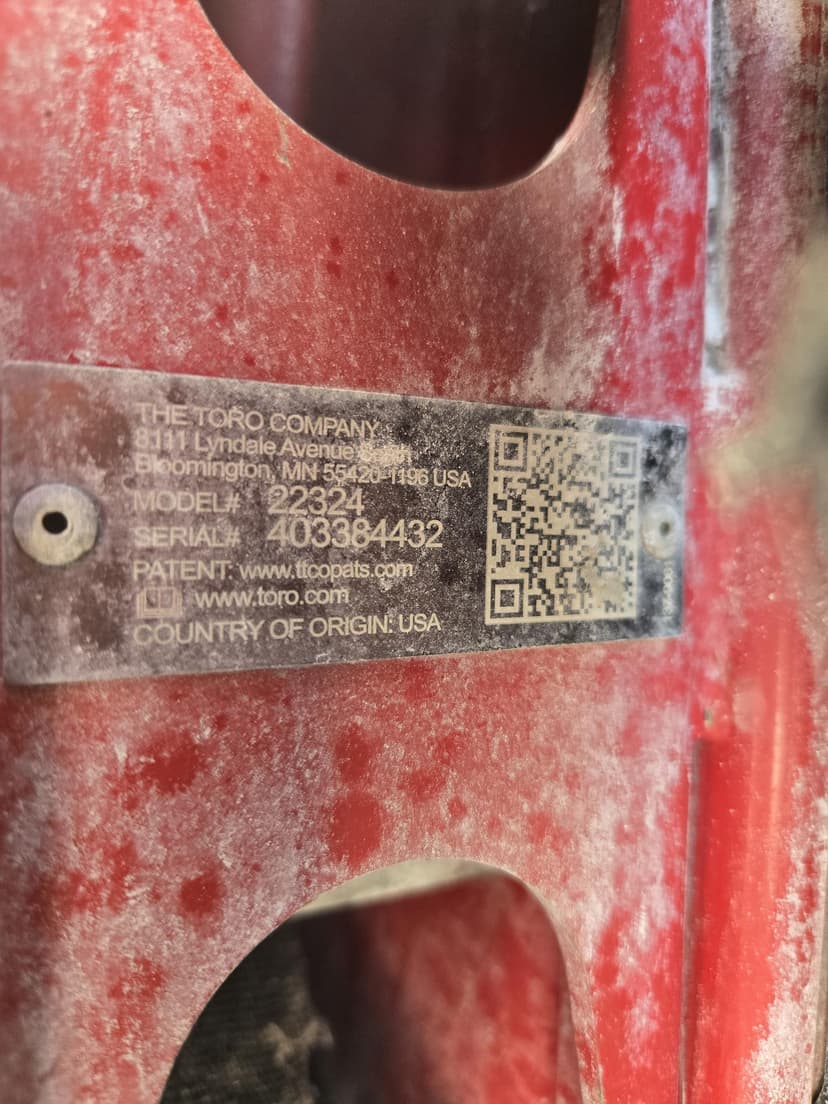 THE TORO COMPANY
8111 Lyndale Avenue South
Bloomington, MN 55420-1196 USA
MODEL# 22324
SERIAL# 403384432
PATENT: www.ttcopats.com
www.toro.com
COUNTRY OF ORIGIN: USA